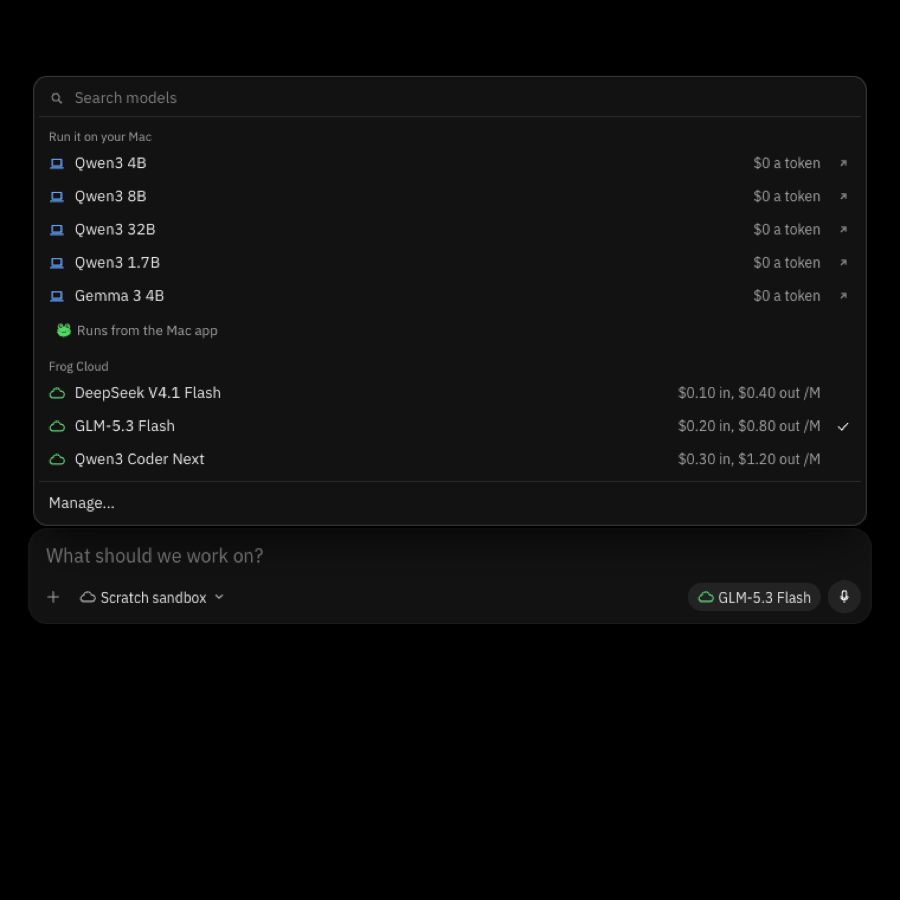 Search models
Run it on your Mac
Qwen3 4B $0 a token
Qwen3 8B $0 a token
Qwen3 32B $0 a token
Qwen3 1.7B $0 a token
Gemma 3 4B $0 a token
Runs from the Mac app
Frog Cloud
DeepSeek V4.1 Flash $0.10 in, $0.40 out /M
GLM-5.3 Flash $0.20 in, $0.80 out /M
Qwen3 Coder Next $0.30 in, $1.20 out /M
Manage...
What should we work on?
Scratch sandbox GLM-5.3 Flash